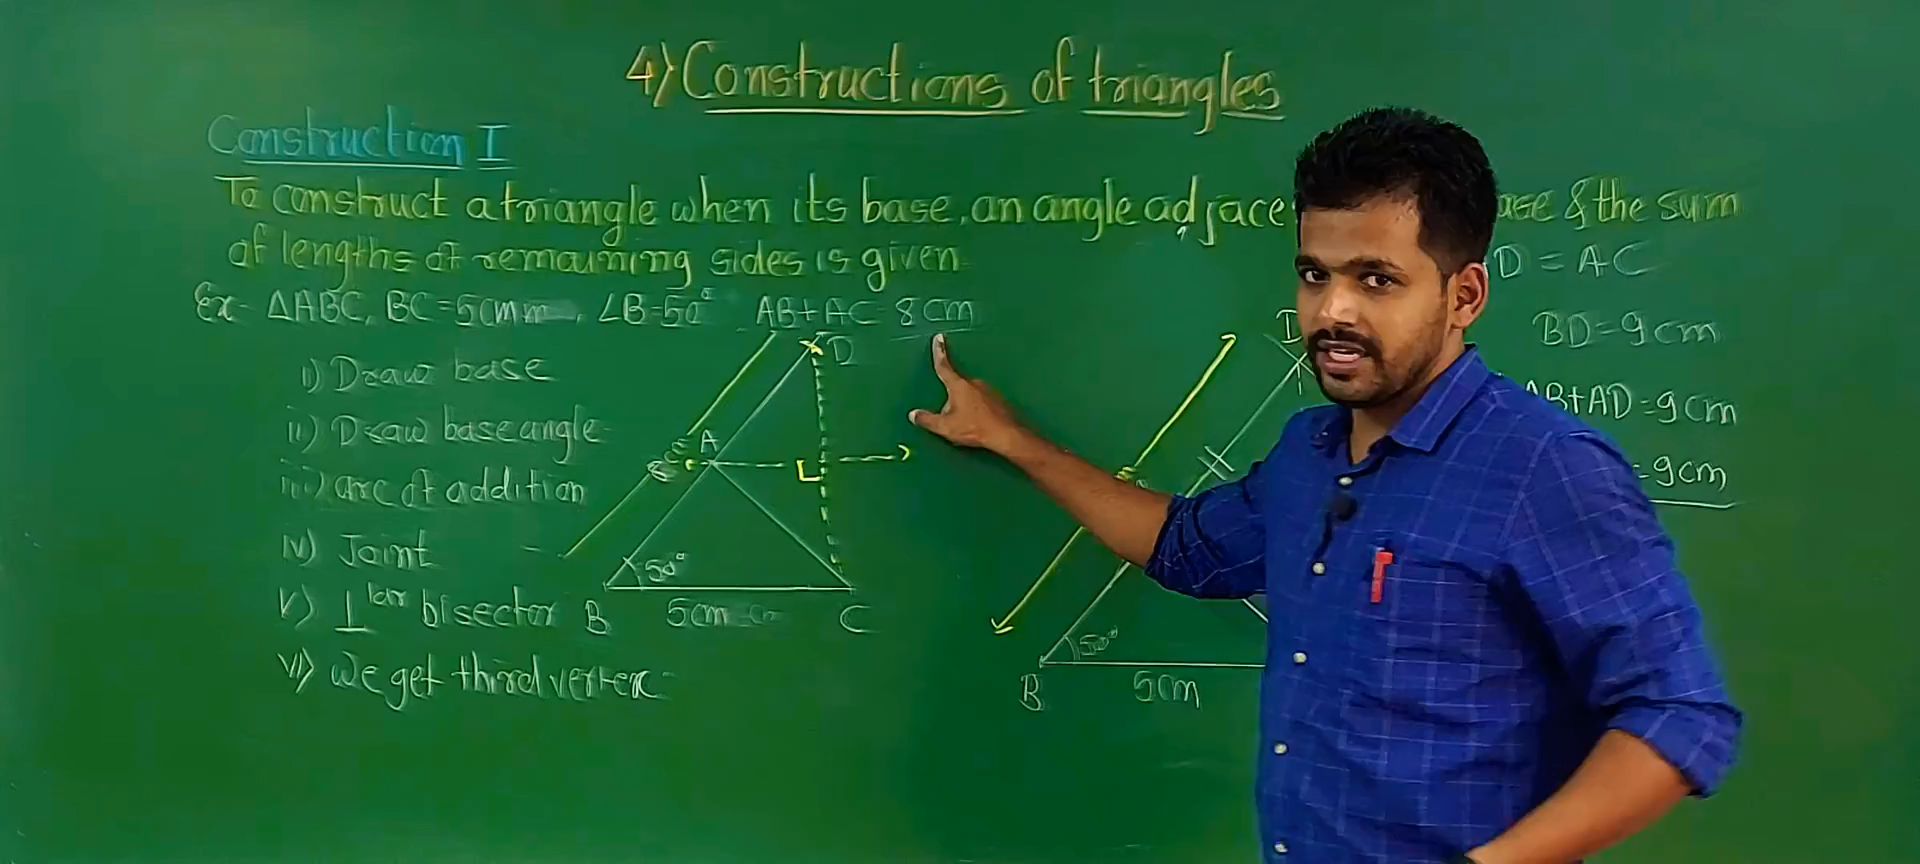 4) Constructions of triangles
Construction I
To construct a triangle when its base, an angle adjace ase & the sum
of lengths of remaining sides is given
Ex- ΔABC, BC=5cm, ∠B=50° AB+AC=8cm
i) Draw base
ii) Draw base angle
iii) arc of addition
iv) Joint
v) ⊥lar bisector
vi) We get third vertex
D
A
50°
B 5cm C
D = AC
D BD=9cm
AB+AD=9cm
=9cm
50°
B 5cm